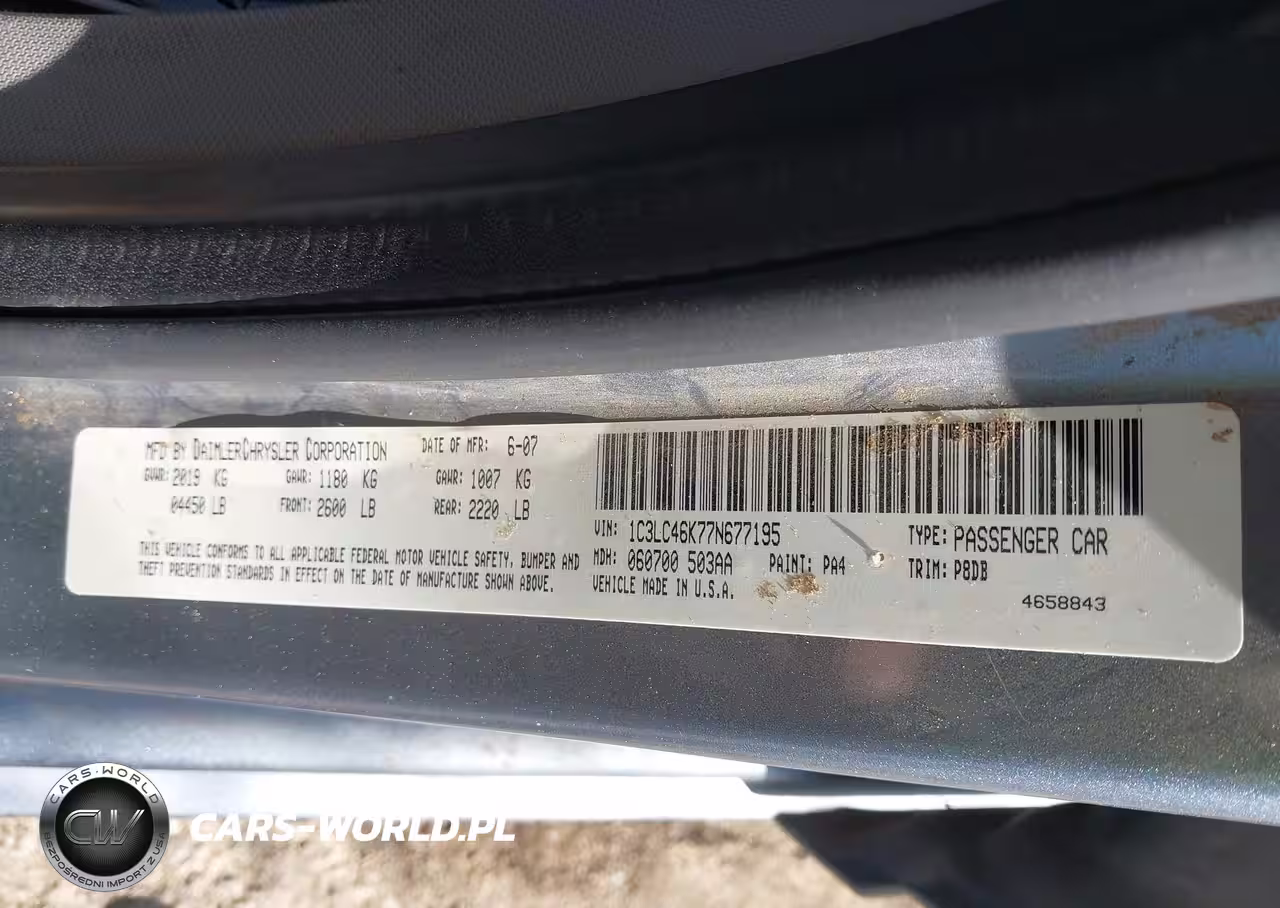 MFD BY DAIMLERCHRYSLER CORPORATION DATE OF MFR: 6-07
GVWR: 2019 KG GAWR: 1180 KG GAWR: 1007 KG
04450 LB FRONT: 2600 LB REAR: 2220 LB
THIS VEHICLE CONFORMS TO ALL APPLICABLE FEDERAL MOTOR VEHICLE SAFETY, BUMPER AND
THEFT PREVENTION STANDARDS IN EFFECT ON THE DATE OF MANUFACTURE SHOWN ABOVE.
VIN: 1C3LC46K77N677195 TYPE: PASSENGER CAR
MDH: 060700 503AA PAINT: PA4 TRIM: P8DB
VEHICLE MADE IN U.S.A.
4658843
CARS-WORLD
CW
BEZPOŚREDNI IMPORT Z USA
CARS-WORLD.PL